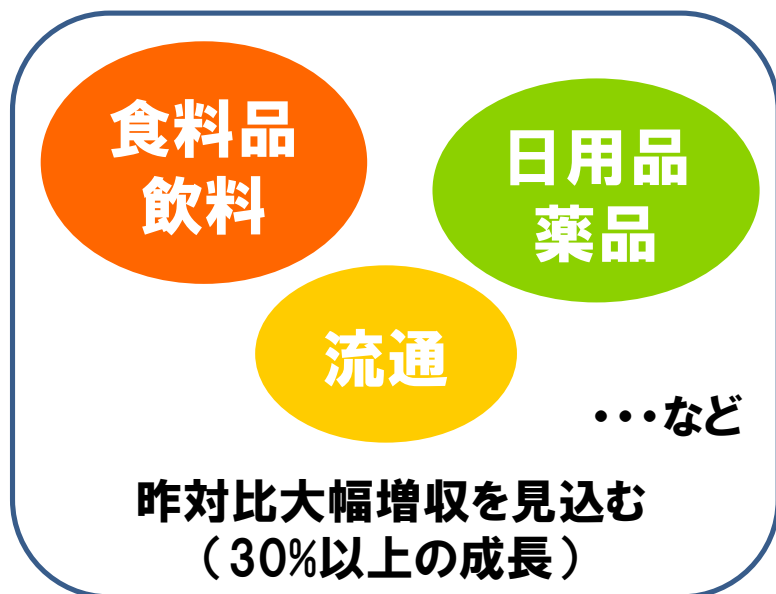 食料品
飲料
日用品
薬品
流通
・・・など
昨対比大幅増収を見込む
（30%以上の成長）